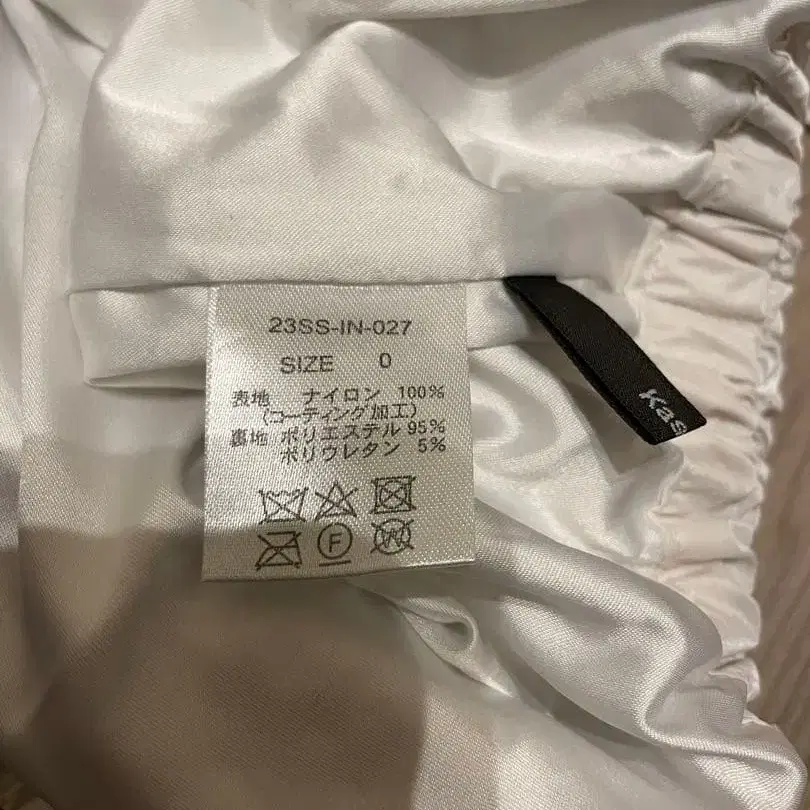 23SS-IN-027
SIZE 0
表地 ナイロン 100%
(コーティング加工)
裏地 ポリエステル 95%
ポリウレタン 5%
F
W
Kas